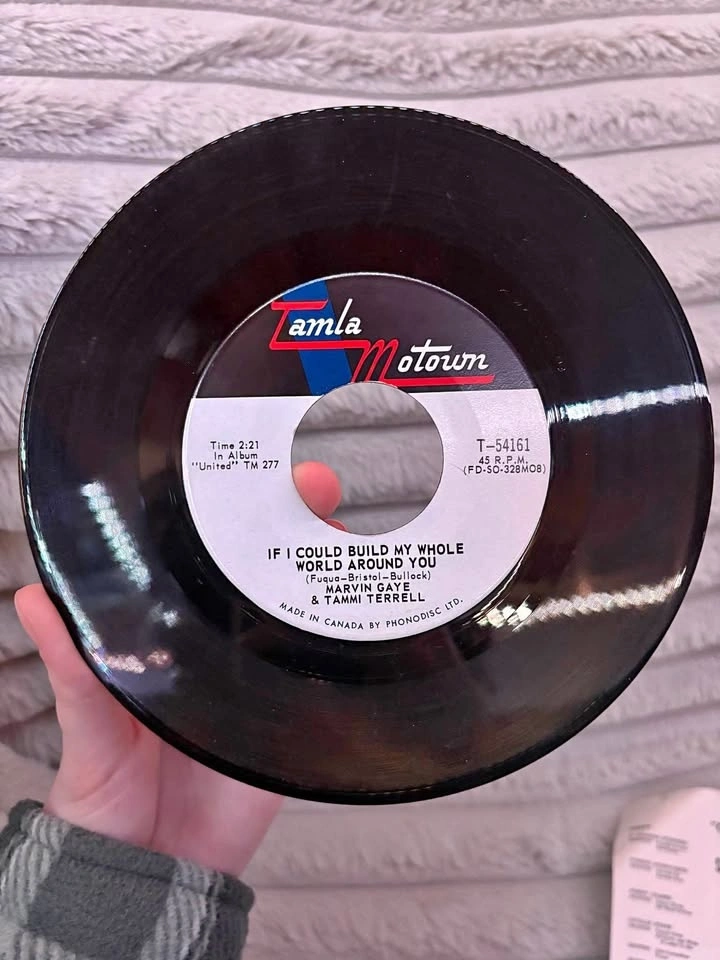 Tamla
Motown
Time 2:21
In Album
"United" TM 277
T-54161
45 R.P.M.
(FD-SO-328MO8)
IF I COULD BUILD MY WHOLE
WORLD AROUND YOU
(Fuqua-Bristol-Bullock)
MARVIN GAYE
& TAMMI TERRELL
MADE IN CANADA BY PHONODISC LTD.